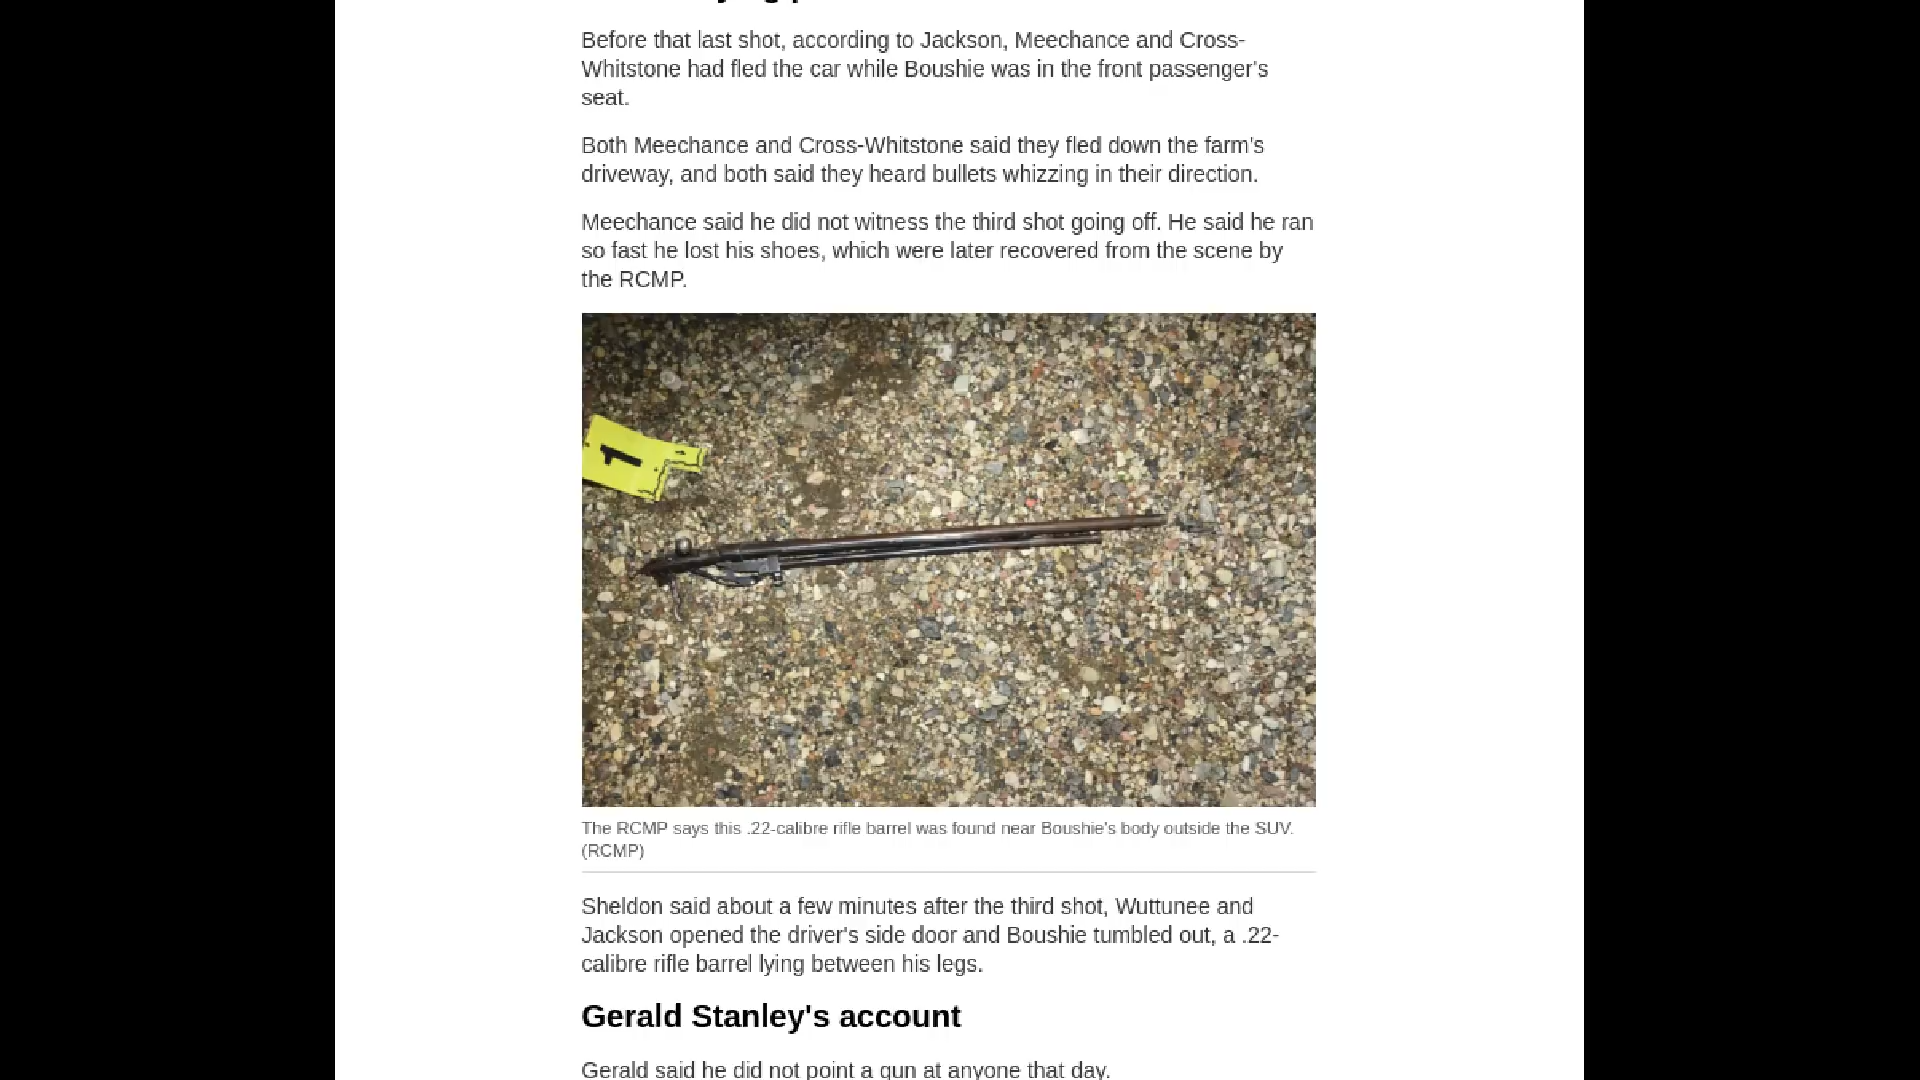 Before that last shot, according to Jackson, Meechance and Cross-
Whitstone had fled the car while Boushie was in the front passenger's
seat.
Both Meechance and Cross-Whitstone said they fled down the farm's
driveway, and both said they heard bullets whizzing in their direction.
Meechance said he did not witness the third shot going off. He said he ran
so fast he lost his shoes, which were later recovered from the scene by
the RCMP.
1
The RCMP says this .22-calibre rifle barrel was found near Boushie's body outside the SUV.
(RCMP)
Sheldon said about a few minutes after the third shot, Wuttunee and
Jackson opened the driver's side door and Boushie tumbled out, a .22-
calibre rifle barrel lying between his legs.
Gerald Stanley's account
Gerald said he did not point a gun at anyone that day.